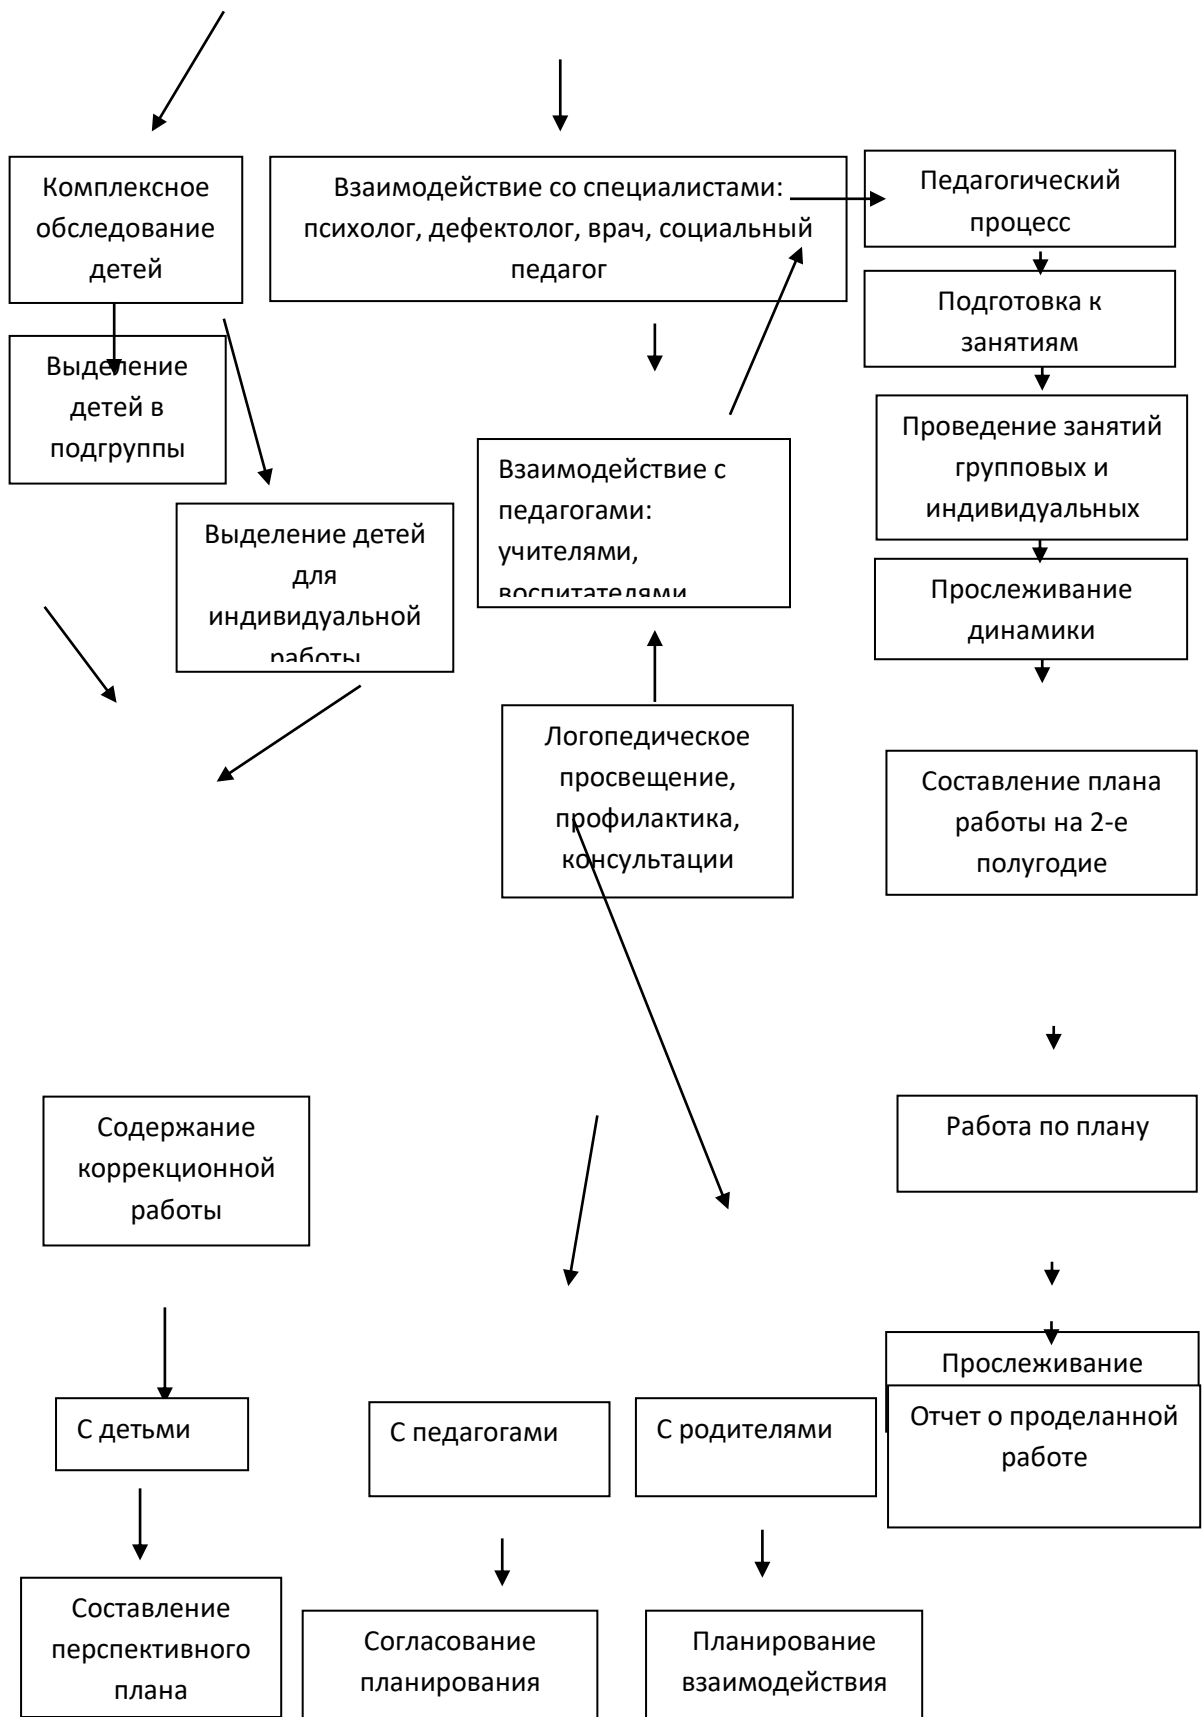 Комплексное
обследование
детей
Взаимодействие со специалистами:
психолог, дефектолог, врач, социальный
педагог
Педагогический
процесс
Подготовка к
занятиям
Выделение
детей в
подгруппы
Проведение занятий
групповых и
индивидуальных
Взаимодействие с
педагогами:
учителями,
воспитателями
Выделение детей
для
индивидуальной
работы
Прослеживание
динамики
Логопедическое
просвещение,
профилактика,
консультации
Составление плана
работы на 2-е
полугодие
Содержание
коррекционной
работы
Работа по плану
Прослеживание
С детьми
С педагогами
С родителями
Отчет о проделанной
работе
Составление
перспективного
плана
Согласование
планирования
Планирование
взаимодействия